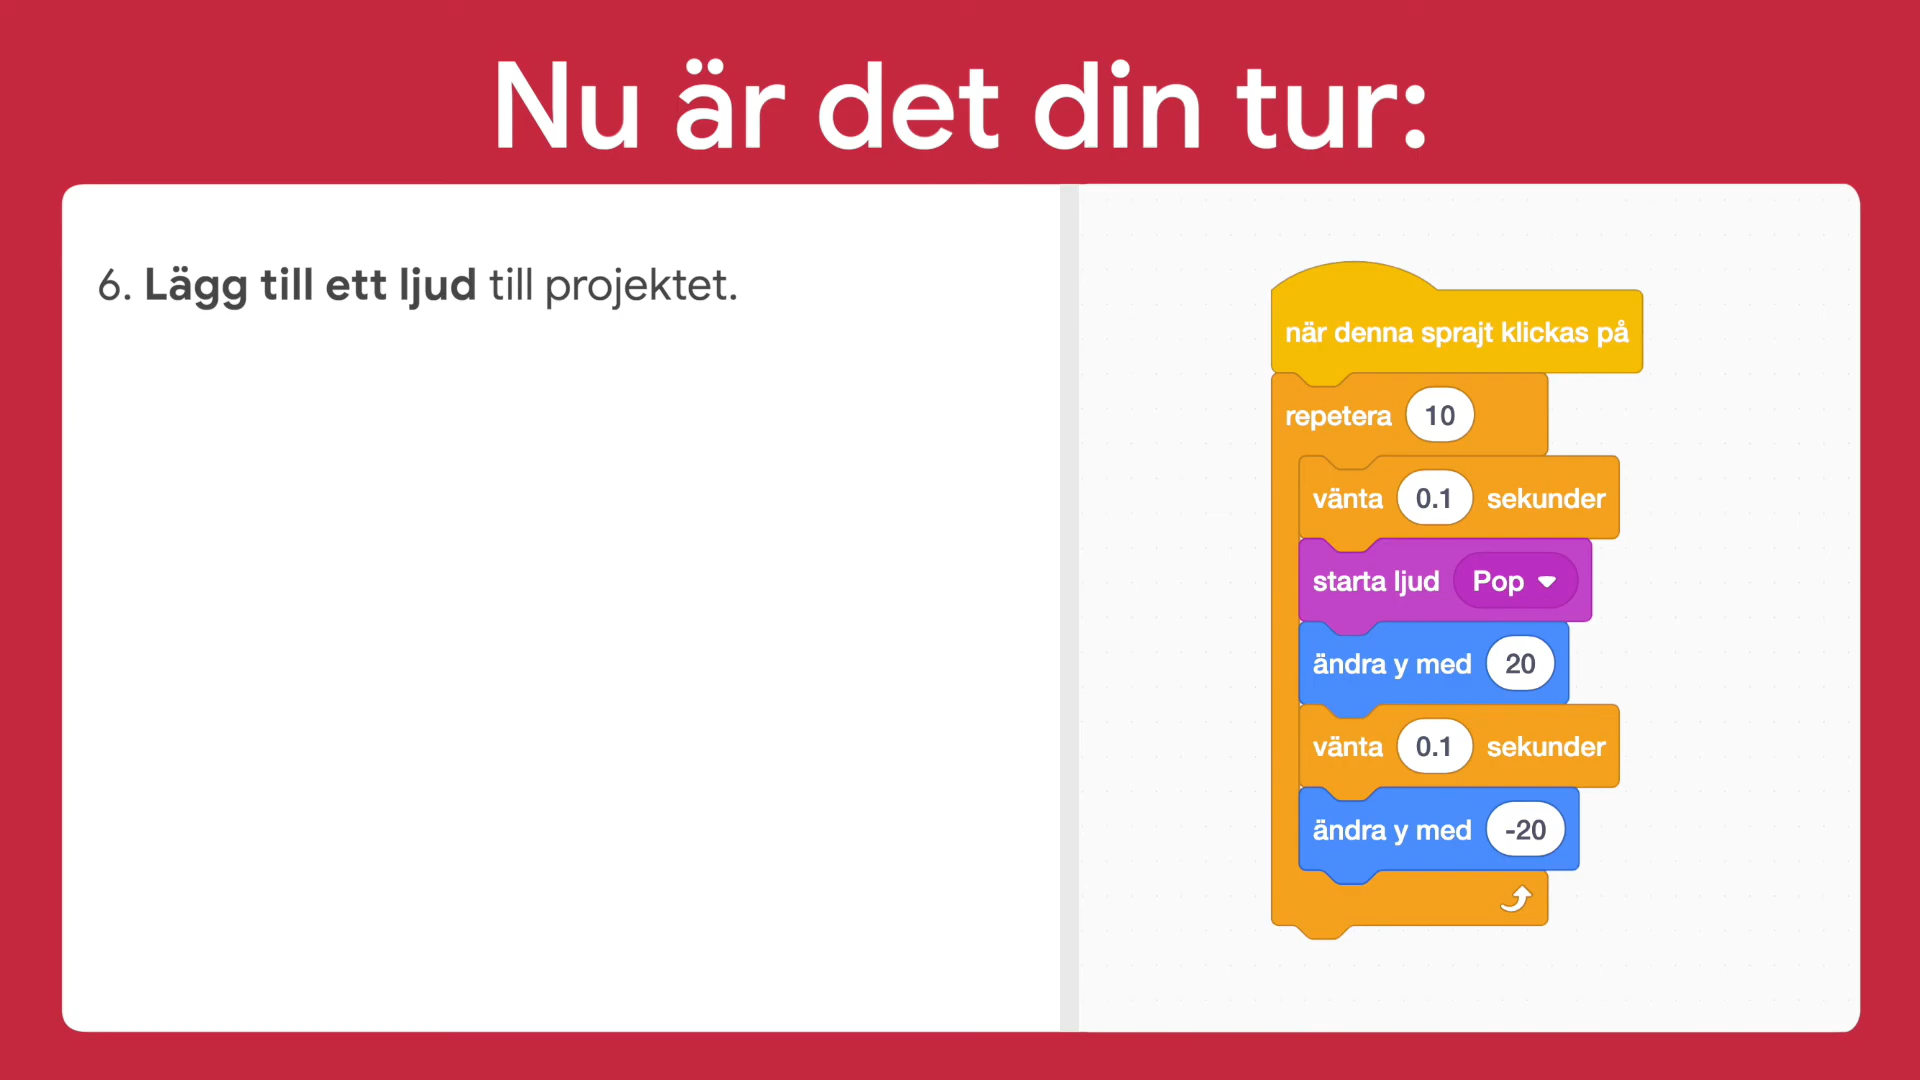 Nu är det din tur:
6. Lägg till ett ljud till projektet.
när denna sprajt klickas på
repetera 10
vänta 0.1 sekunder
starta ljud Pop
ändra y med 20
vänta 0.1 sekunder
ändra y med -20